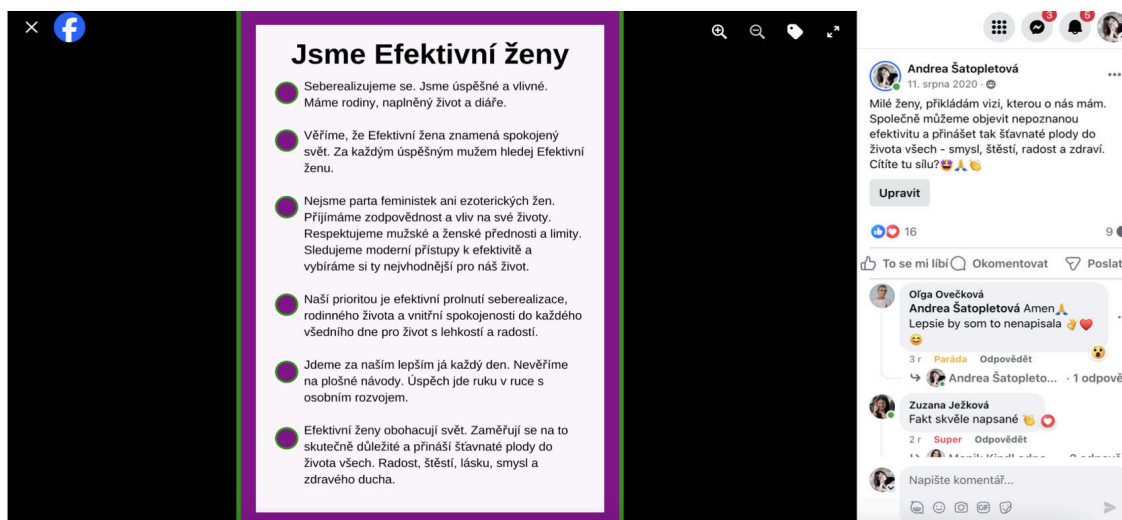 Jsme Efektivní ženy
Seberealizujeme se. Jsme úspěšné a vlivné.
Máme rodiny, naplněný život a diáře.
Věříme, že Efektivní žena znamená spokojený
svět. Za každým úspěšným mužem hledej Efektivní
ženu.
Nejsme parta feministek ani ezoterických žen.
Příjímáme zodpovědnost a vliv na své životy.
Respektujeme mužské a ženské přednosti a limity.
Sledujeme moderní přístupy k efektivitě a
vybíráme si ty nejvhodnější pro náš život.
Naší prioritou je efektivní prolnutí seberealizace,
rodinného života a vnitřní spokojenosti do každého
všedního dne pro život s lehkostí a radostí.
Jdeme za naším lepším já každý den. Nevěříme
na plošné návody. Úspěch jde ruku v ruce s
osobním rozvojem.
Efektivní ženy obohacují svět. Zaměřují se na to
skutečně důležité a přináší šťavnaté plody do
života všech. Radost, štěstí, lásku, smysl a
zdravého ducha.
3
5
Andrea Šatopletová
11. srpna 2020 ·
Milé ženy, přikládám vizi, kterou o nás mám.
Společně můžeme objevit nepoznanou
efektivitu a přinášet tak šťavnaté plody do
života všech - smysl, štěstí, radost a zdraví.
Cítíte tu sílu?🤩🙏👏
Upravit
16
9
To se mi líbí Okomentovat Poslat
Oľga Ovečková
Andrea Šatopletová Amen🙏
Lepsie by som to nenapisala 👌❤️
😄
3 r Paráda Odpovědět
Andrea Šatopleto... · 1 odpově
Zuzana Ježková
Fakt skvěle napsané 👏
2 r Super Odpovědět
Napište komentář...
GIF